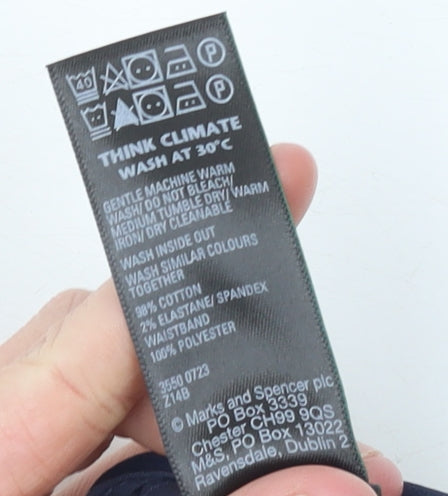 40 P
P
THINK CLIMATE
WASH AT 30°C
GENTLE MACHINE WARM
WASH/ DO NOT BLEACH/
MEDIUM TUMBLE DRY/ WARM
IRON/ DRY CLEANABLE
WASH INSIDE OUT
WASH SIMILAR COLOURS
TOGETHER
98% COTTON
2% ELASTANE/ SPANDEX
WAISTBAND
100% POLYESTER
3550 0723
Z14B
© Marks and Spencer plc
PO Box 3339
Chester CH99 9QS
M&S, PO Box 13022
Ravensdale, Dublin 2